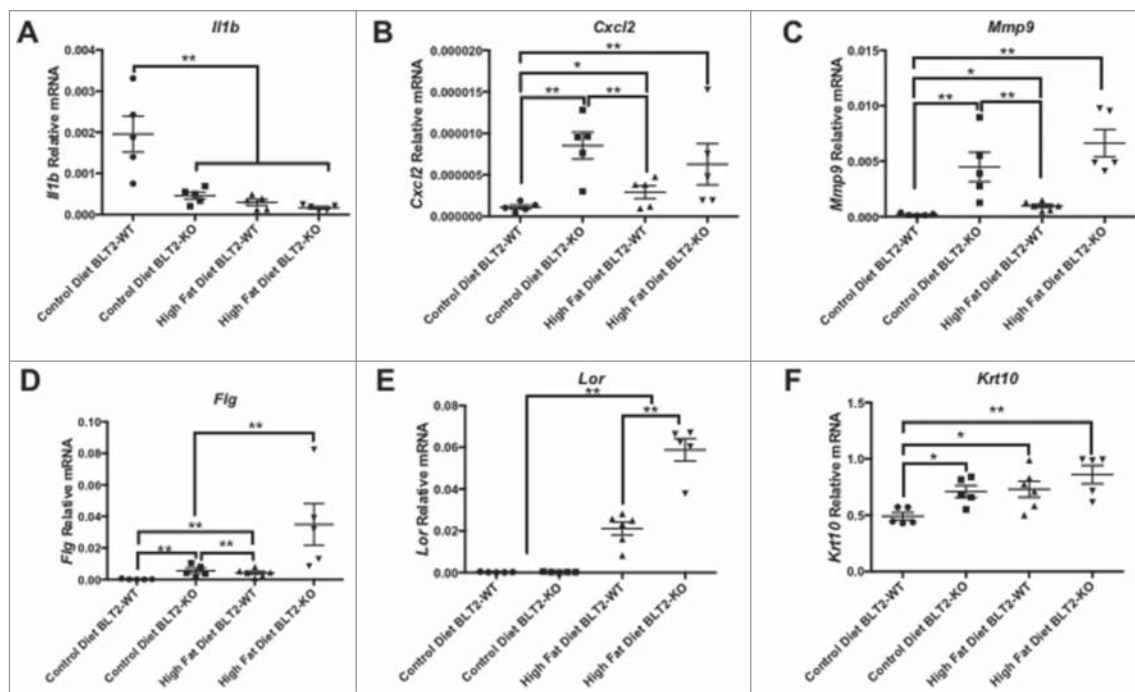 A
Il1b
**
Il1b Relative mRNA
0.004
0.003
0.002
0.001
0.000
Control Diet BLT2-WT
Control Diet BLT2-KO
High Fat Diet BLT2-WT
High Fat Diet BLT2-KO
B
Cxcl2
**
*
** **
Cxcl2 Relative mRNA
0.000020
0.000015
0.000010
0.000005
0.000000
Control Diet BLT2-WT
Control Diet BLT2-KO
High Fat Diet BLT2-WT
High Fat Diet BLT2-KO
C
Mmp9
**
*
** **
Mmp9 Relative mRNA
0.015
0.010
0.005
0.000
Control Diet BLT2-WT
Control Diet BLT2-KO
High Fat Diet BLT2-WT
High Fat Diet BLT2-KO
D
Flg
**
**
** **
Flg Relative mRNA
0.10
0.08
0.06
0.04
0.02
0.00
Control Diet BLT2-WT
Control Diet BLT2-KO
High Fat Diet BLT2-WT
High Fat Diet BLT2-KO
E
Lor
**
**
Lor Relative mRNA
0.08
0.06
0.04
0.02
0.00
Control Diet BLT2-WT
Control Diet BLT2-KO
High Fat Diet BLT2-WT
High Fat Diet BLT2-KO
F
Krt10
**
*
*
Krt10 Relative mRNA
1.5
1.0
0.5
0.0
Control Diet BLT2-WT
Control Diet BLT2-KO
High Fat Diet BLT2-WT
High Fat Diet BLT2-KO